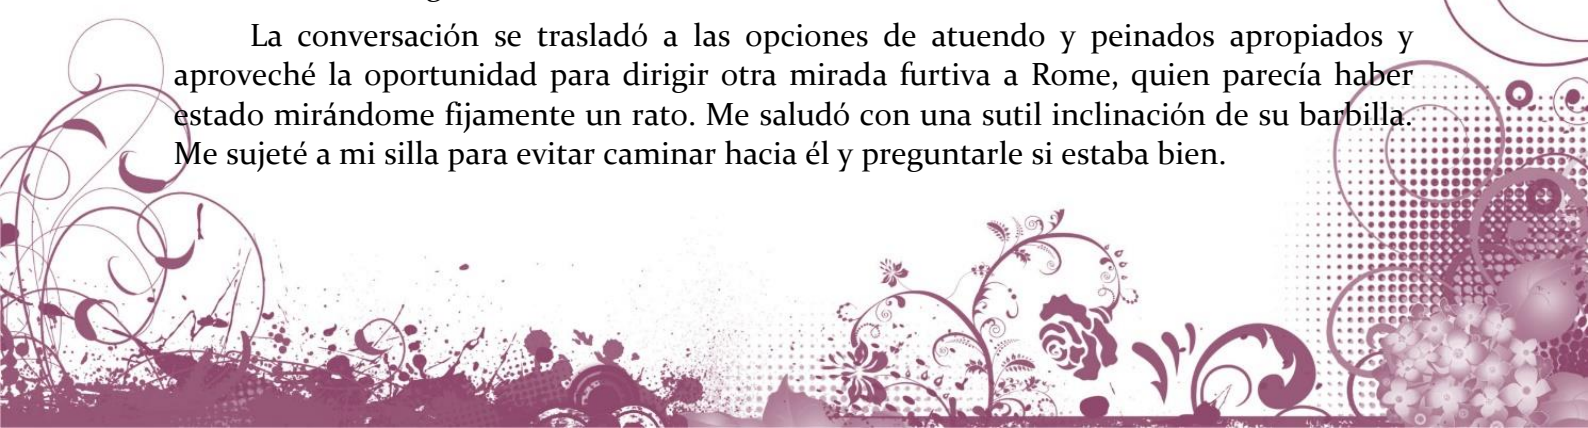 La conversación se trasladó a las opciones de atuendo y peinados apropiados y
aproveché la oportunidad para dirigir otra mirada furtiva a Rome, quien parecía haber
estado mirándome fijamente un rato. Me saludó con una sutil inclinación de su barbilla.
Me sujeté a mi silla para evitar caminar hacia él y preguntarle si estaba bien.